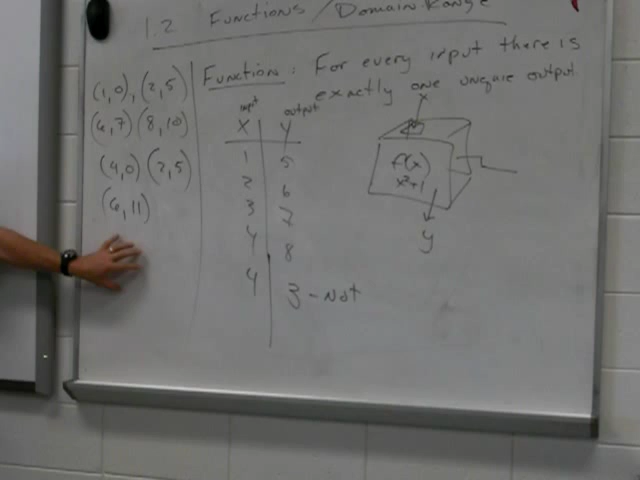 1.2 Functions / Domain Range
Function: For every input there is
exactly one unique output
(1,0), (2,5)
(6,7) (8,10)
(4,0) (2,5)
(6,11)
input output
X Y
1 5
2 6
3 7
4 8
4 3 - Not
x
f(x)
x²+1
y